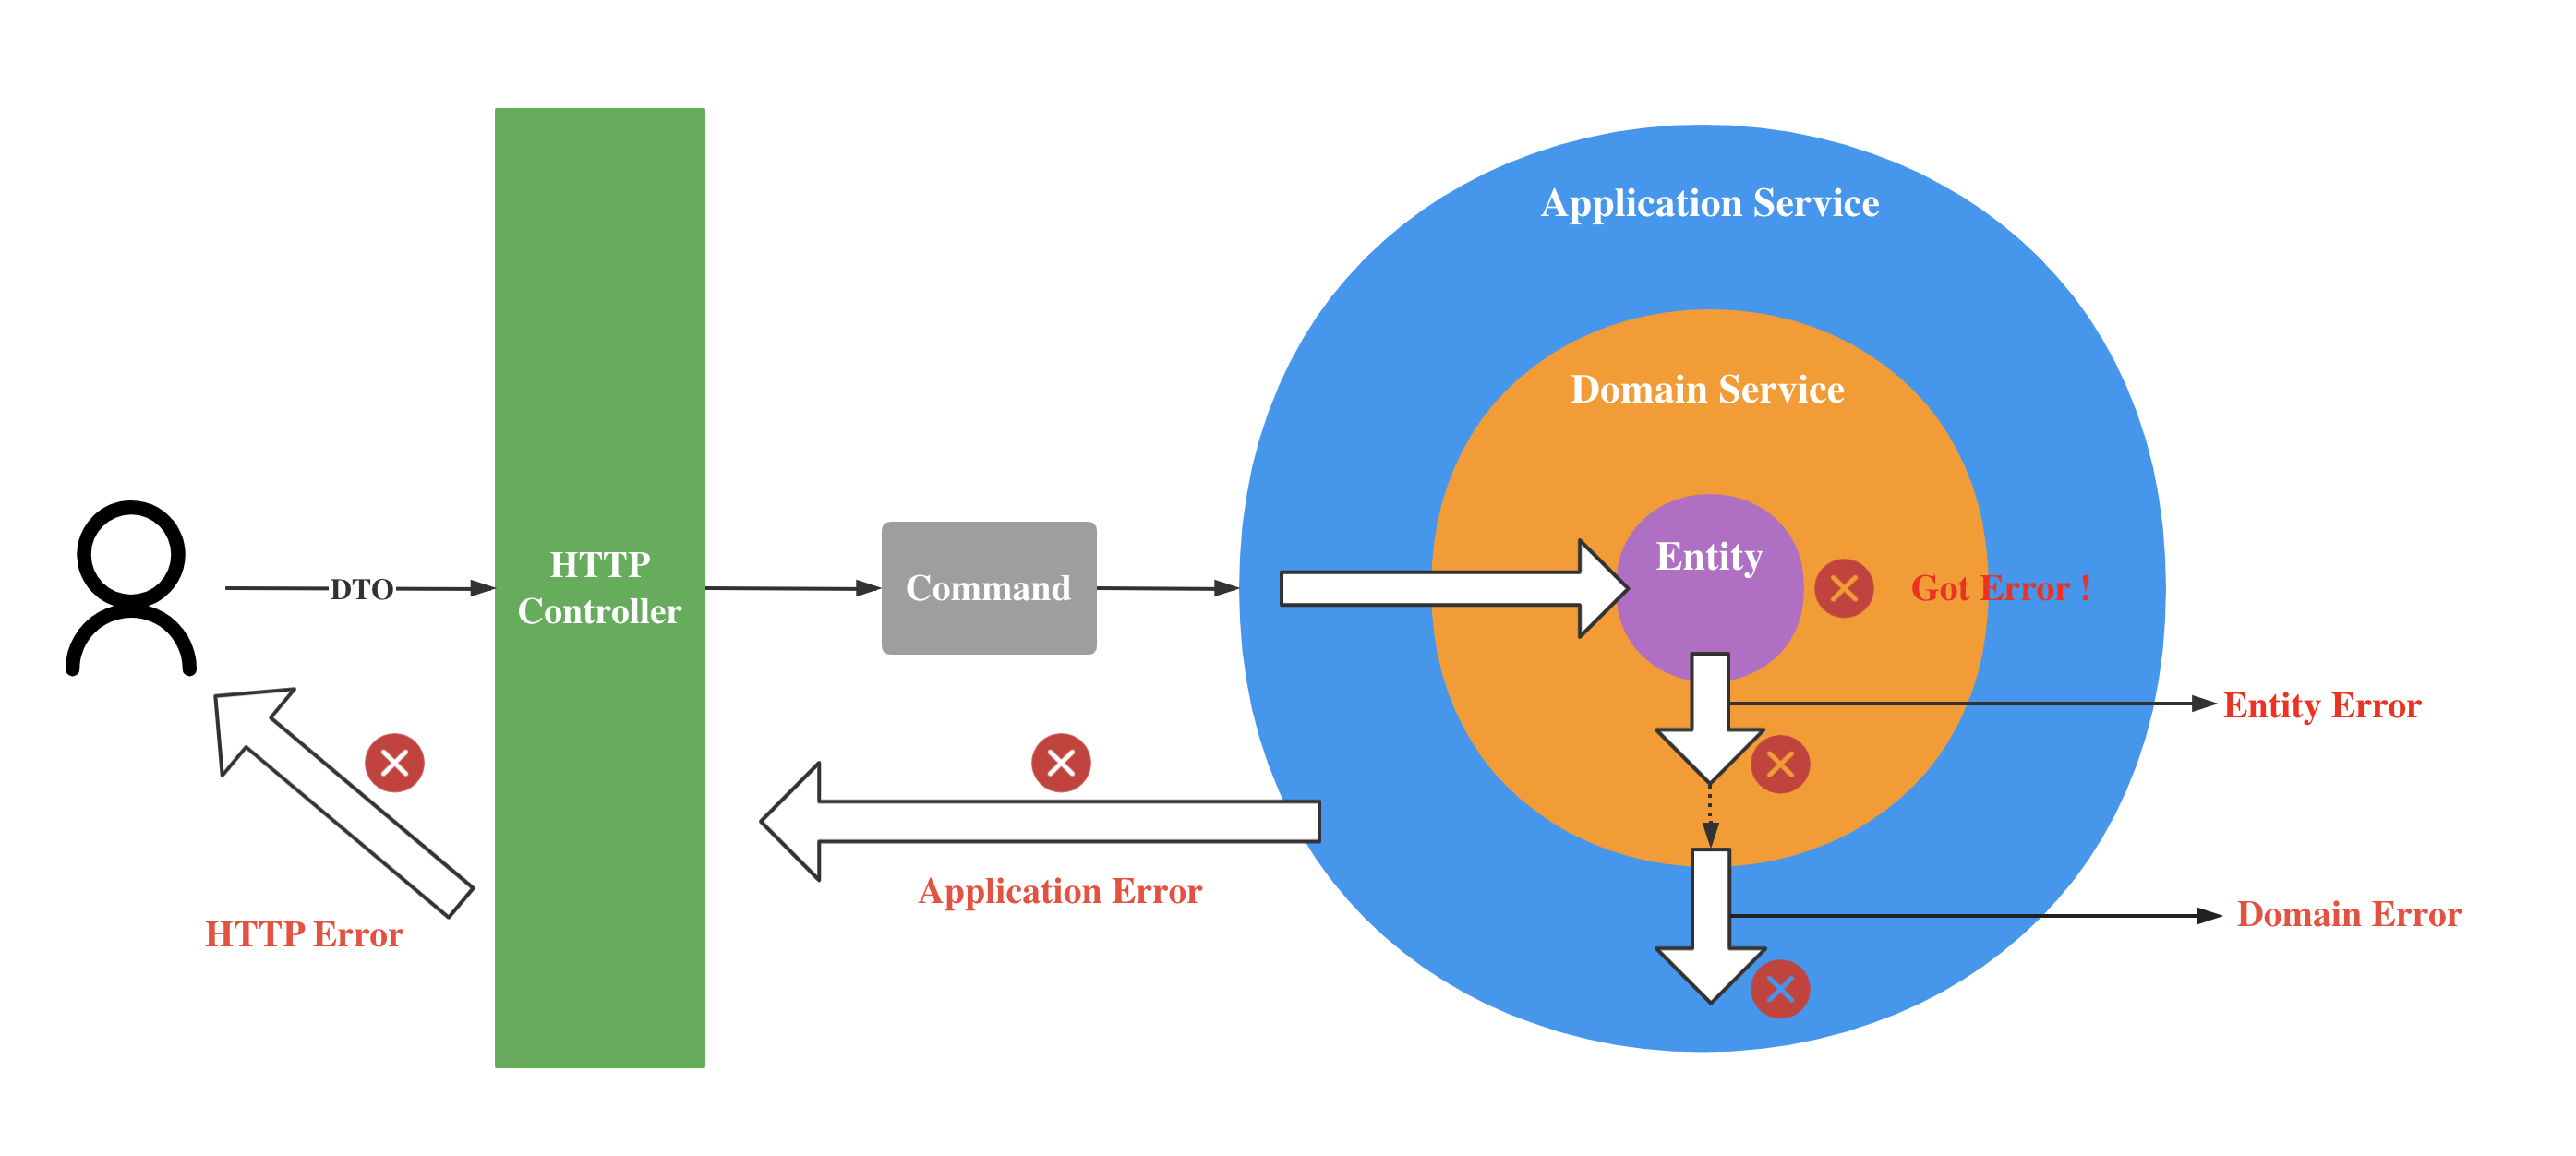 Application Service
Domain Service
DTO
HTTP
Controller
Command
Entity
Got Error !
Entity Error
Application Error
Domain Error
HTTP Error